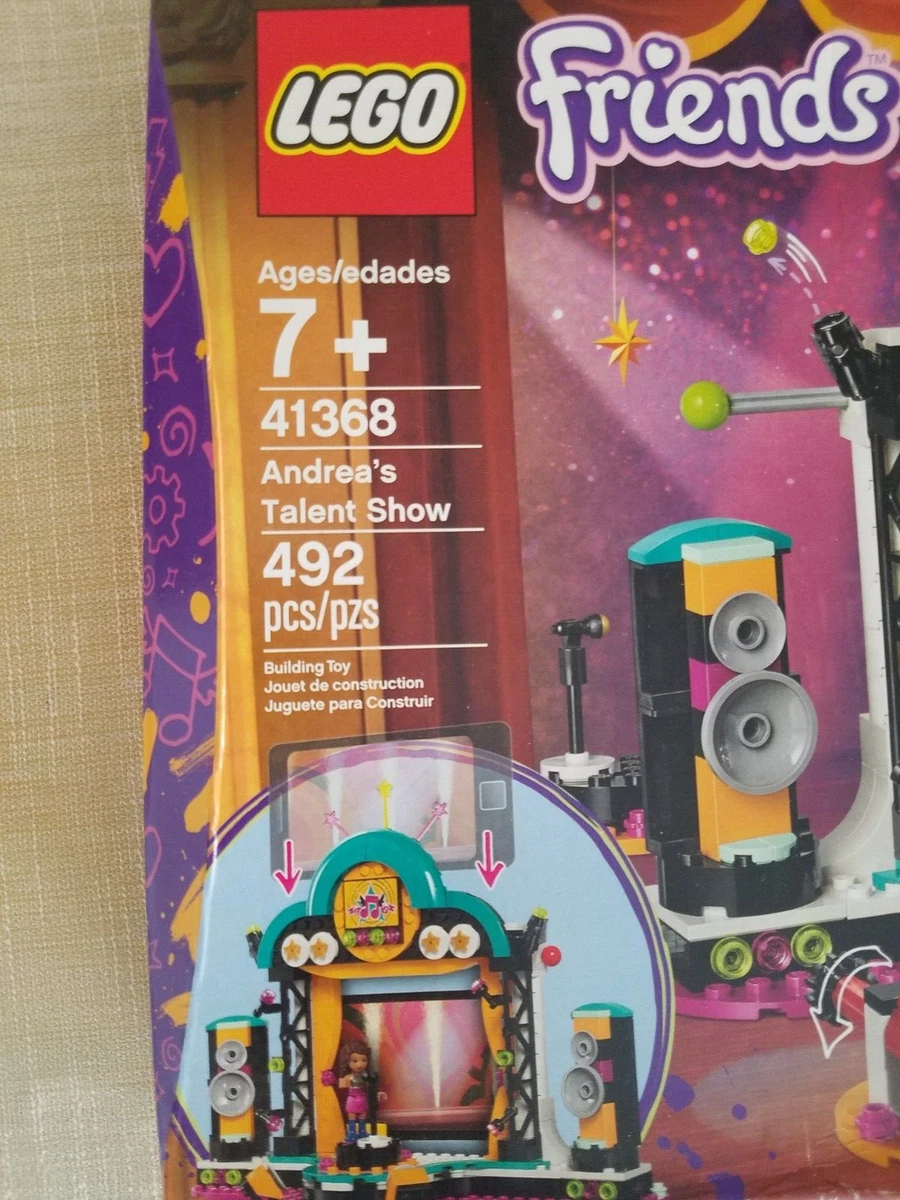 LEGO
friends™
Ages/edades
7+
41368
Andrea's
Talent Show
492
pcs/pzs
Building Toy
Jouet de construction
Juguete para Construir